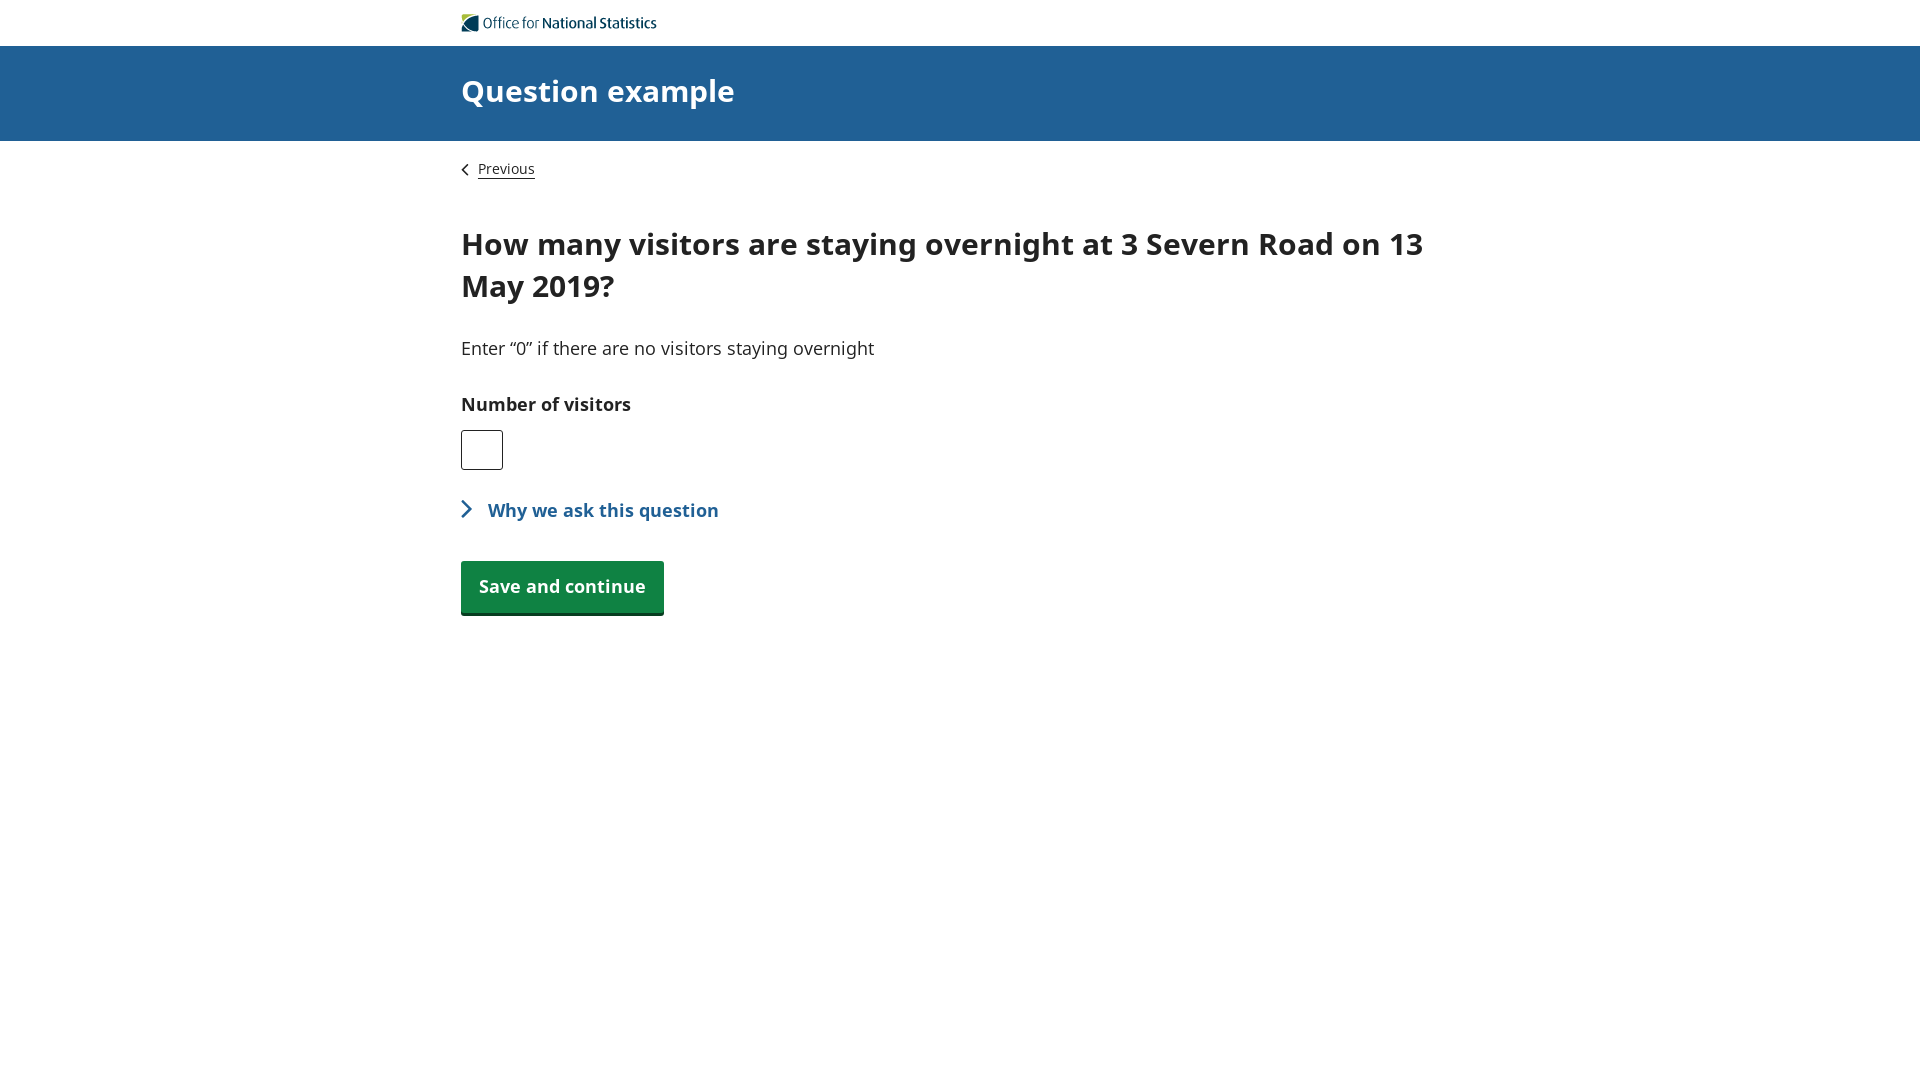 Office for National Statistics
Question example
Previous
How many visitors are staying overnight at 3 Severn Road on 13
May 2019?
Enter “0” if there are no visitors staying overnight
Number of visitors
Why we ask this question
Save and continue